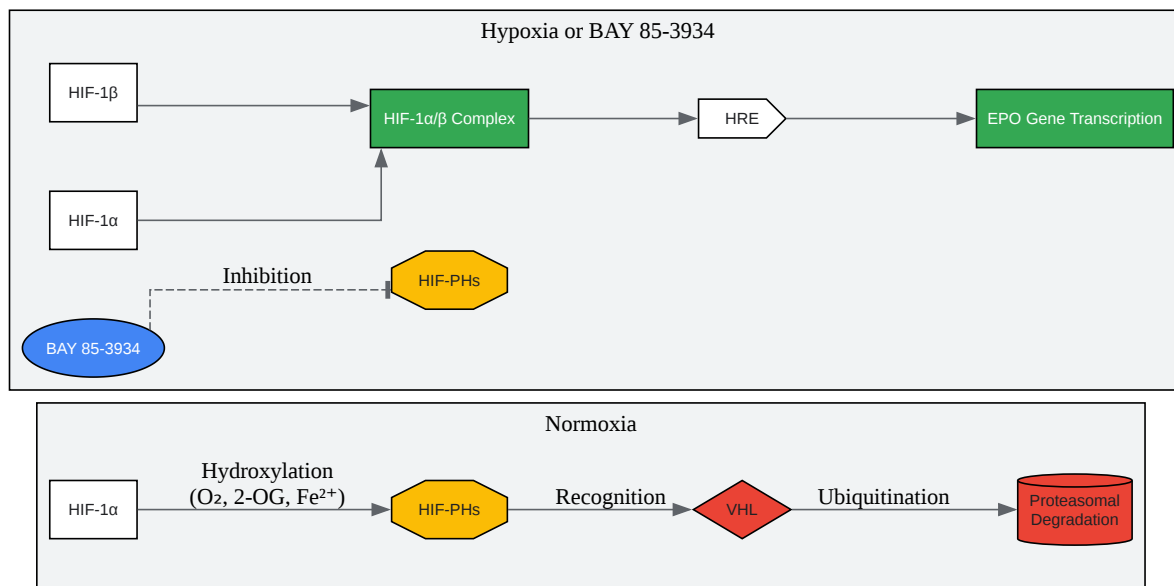 Hypoxia or BAY 85-3934
HIF-1β
HIF-1α/β Complex
HRE
EPO Gene Transcription
HIF-1α
Inhibition
HIF-PHs
BAY 85-3934
Normoxia
HIF-1α
Hydroxylation
(O₂, 2-OG, Fe²⁺)
HIF-PHs
Recognition
VHL
Ubiquitination
Proteasomal
Degradation